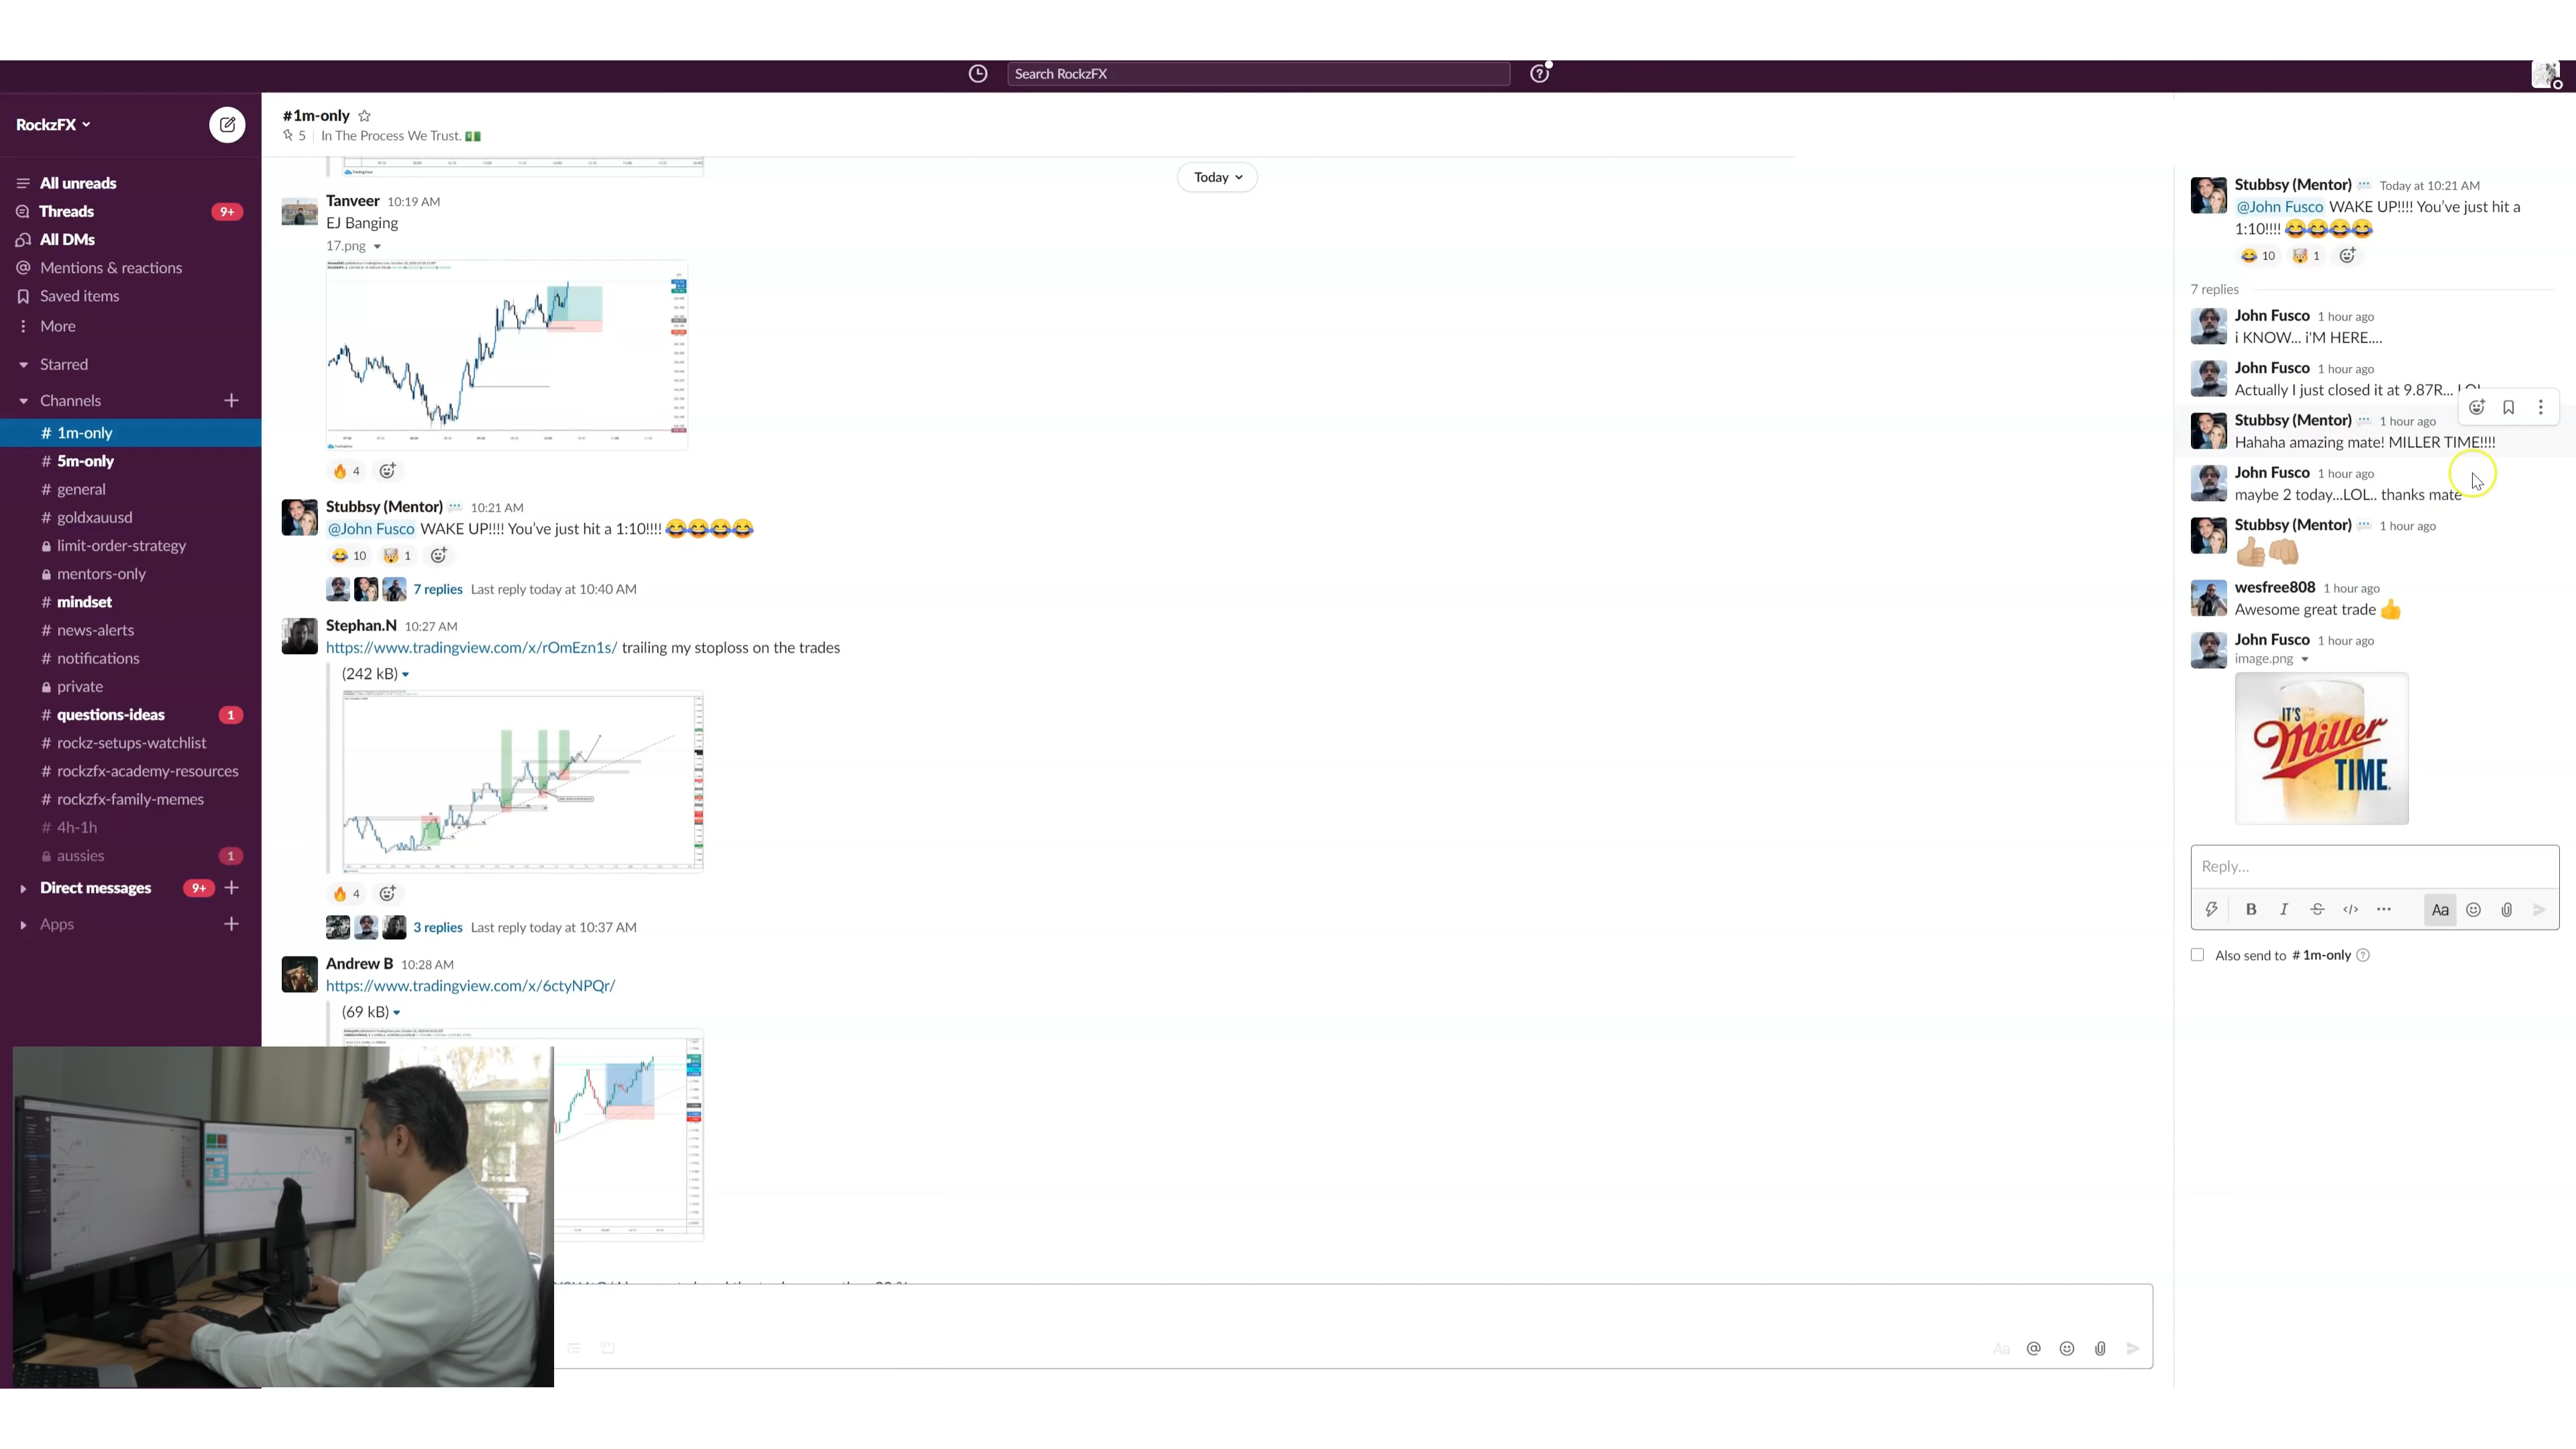 Search RockzFX
RockzFX
All unreads
Threads 9+
All DMs
Mentions & reactions
Saved items
More
Starred
Channels
# 1m-only
# 5m-only
# general
# goldxauusd
limit-order-strategy
mentors-only
# mindset
# news-alerts
# notifications
private
# questions-ideas 1
# rockz-setups-watchlist
# rockzfx-academy-resources
# rockzfx-family-memes
# 4h-1h
aussies 1
Direct messages 9+
Apps
#1m-only
5 | In The Process We Trust. 💵
Today
TradingView
Tanveer 10:19 AM
EJ Banging
17.png
🔥 4
Stubbsy (Mentor) 10:21 AM
@John Fusco WAKE UP!!!! You've just hit a 1:10!!!! 😂😂😂😂
😂 10 🤯 1
7 replies Last reply today at 10:40 AM
Stephan.N 10:27 AM
https://www.tradingview.com/x/rOmEzn1s/ trailing my stoploss on the trades
(242 kB)
🔥 4
3 replies Last reply today at 10:37 AM
Andrew B 10:28 AM
https://www.tradingview.com/x/6ctyNPQr/
(69 kB)
Aa
Stubbsy (Mentor) Today at 10:21 AM
@John Fusco WAKE UP!!!! You've just hit a
1:10!!!! 😂😂😂😂
😂 10 🤯 1
7 replies
John Fusco 1 hour ago
i KNOW... i'M HERE....
John Fusco 1 hour ago
Actually I just closed it at 9.87R... LOL
Stubbsy (Mentor) 1 hour ago
Hahaha amazing mate! MILLER TIME!!!!
John Fusco 1 hour ago
maybe 2 today...LOL.. thanks mate
Stubbsy (Mentor) 1 hour ago
👍🏼👊🏼
wesfree808 1 hour ago
Awesome great trade 👍
John Fusco 1 hour ago
image.png
IT'S
Miller
TIME.
Reply...
B I S </> ... Aa
Also send to # 1m-only